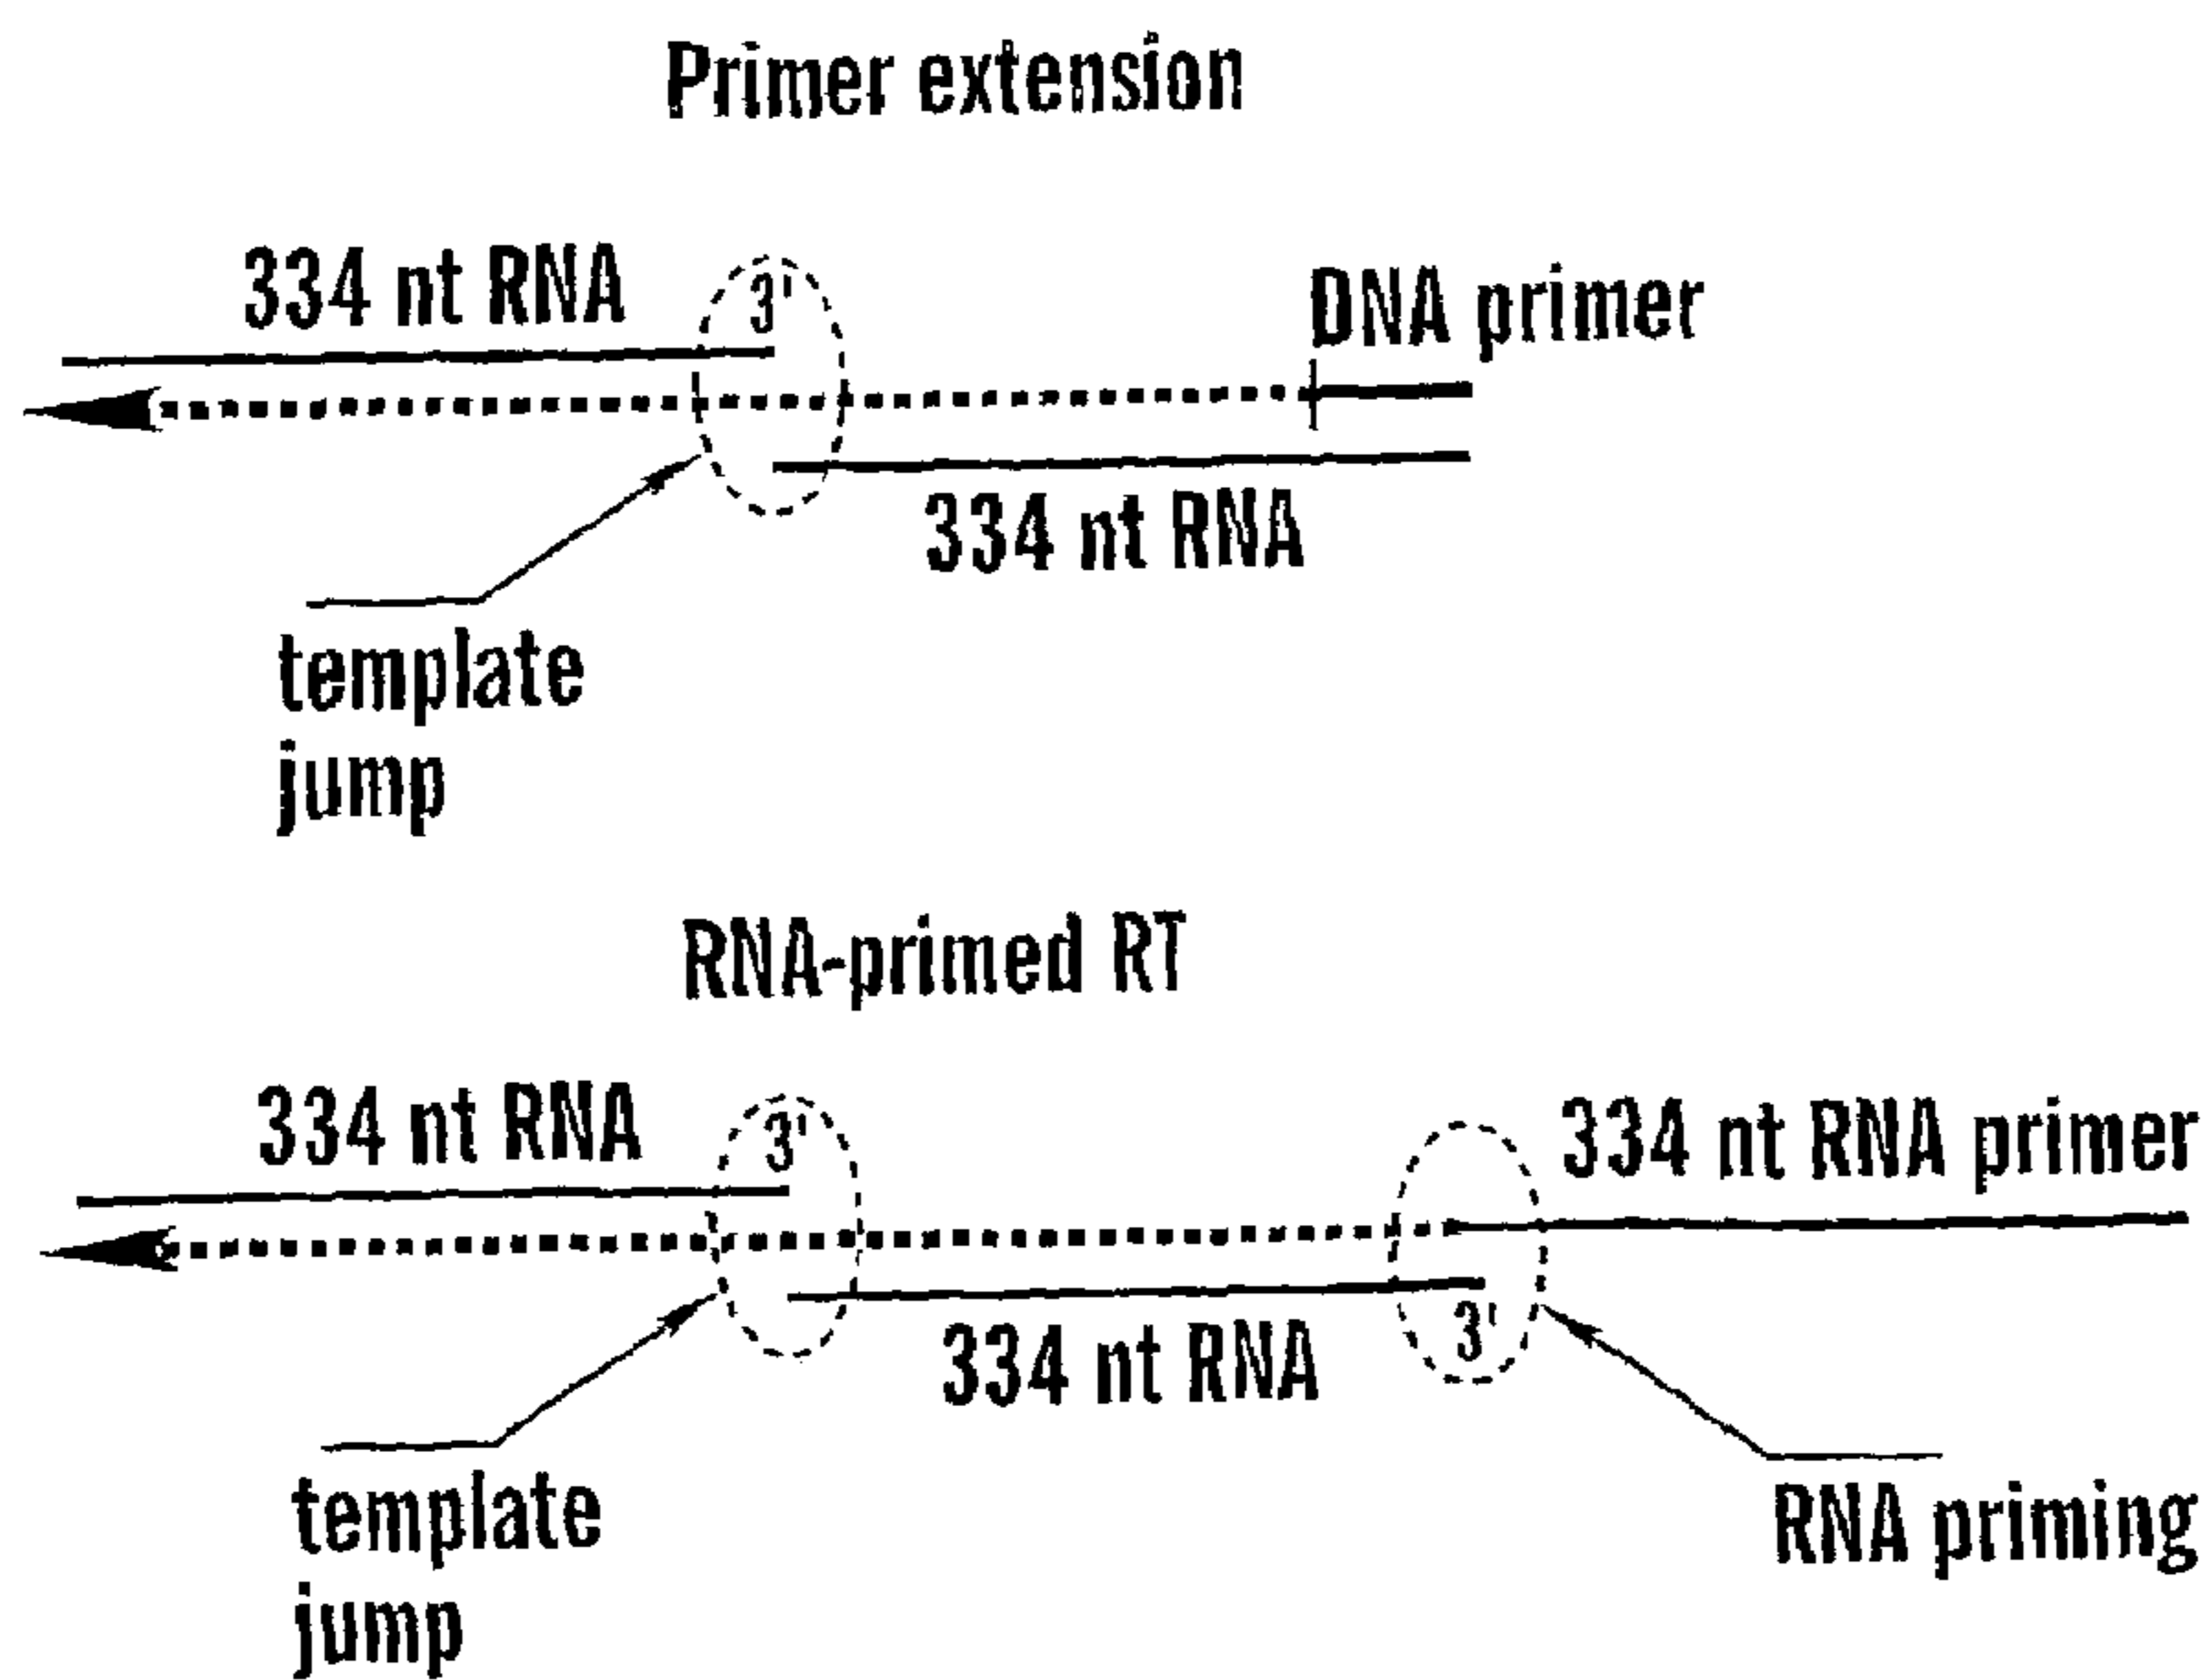 Primer extension
334 nt RNA
3'
DNA primer
334 nt RNA
template
jump
RNA-primed RT
334 nt RNA
3'
334 nt RNA primer
334 nt RNA
3'
template
jump
RNA priming